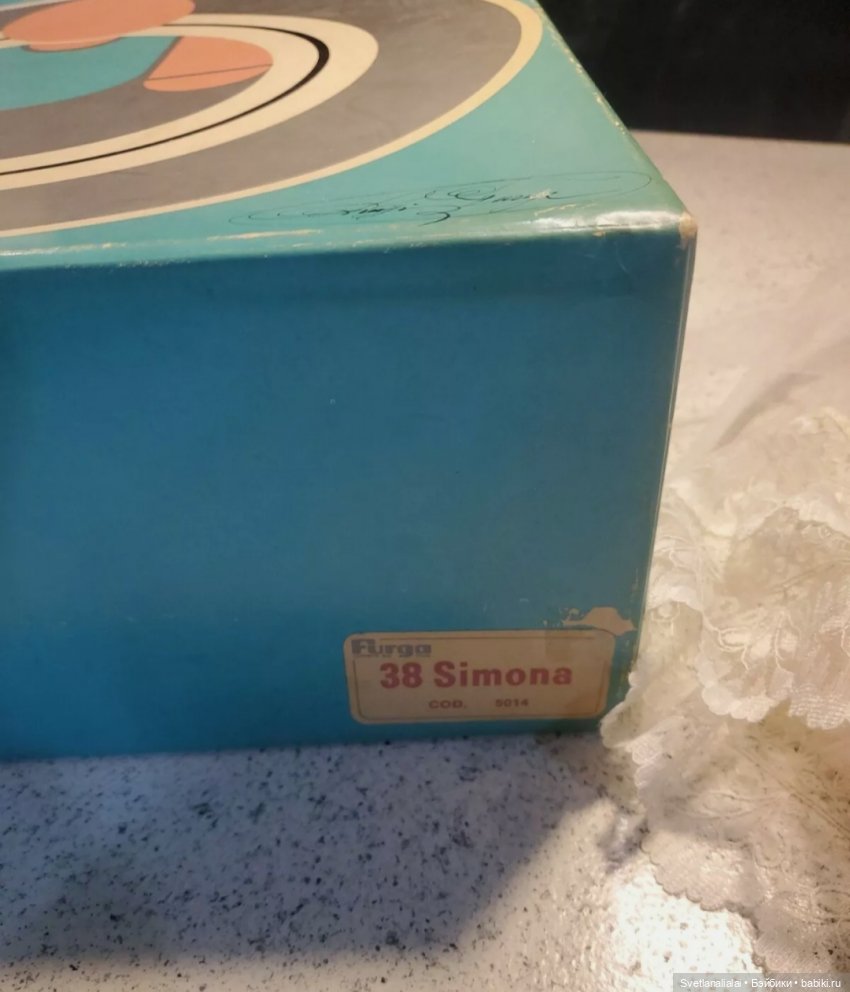 Furga
38 Simona
COD. 5014
Svetlanalialai • Бэйбики • babiki.ru